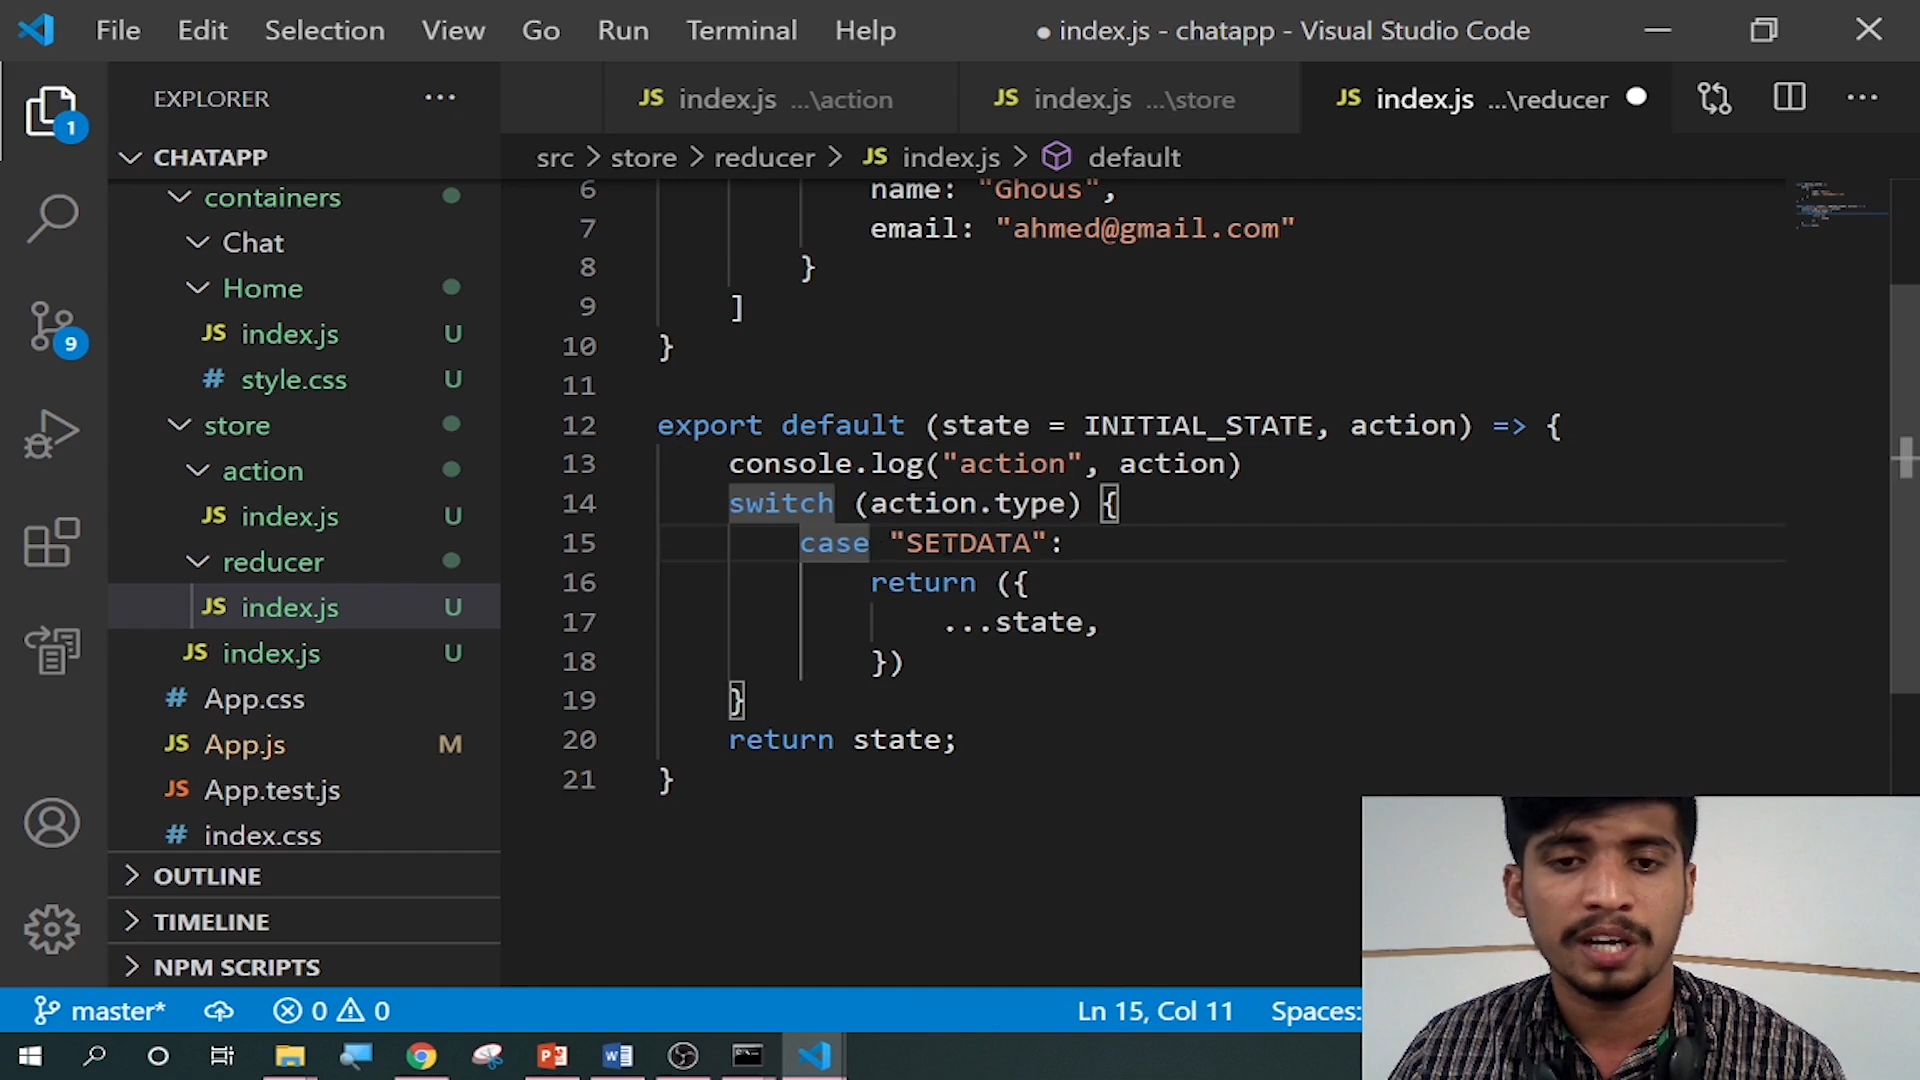 File Edit Selection View Go Run Terminal Help ● index.js - chatapp - Visual Studio Code
EXPLORER ···
JS index.js ...\action JS index.js ...\store JS index.js ...\reducer
1
CHATAPP
src > store > reducer > JS index.js > default
containers
Chat
Home
JS index.js U
# style.css U
store
action
JS index.js U
reducer
JS index.js U
JS index.js U
# App.css
JS App.js M
JS App.test.js
# index.css
OUTLINE
TIMELINE
NPM SCRIPTS
9
6 name: "Ghous",
7 email: "ahmed@gmail.com"
8 }
9 ]
10 }
11
12 export default (state = INITIAL_STATE, action) => {
13 console.log("action", action)
14 switch (action.type) {
15 case "SETDATA":
16 return ({
17 ...state,
18 })
19 }
20 return state;
21 }
master* 0 0 Ln 15, Col 11 Spaces: